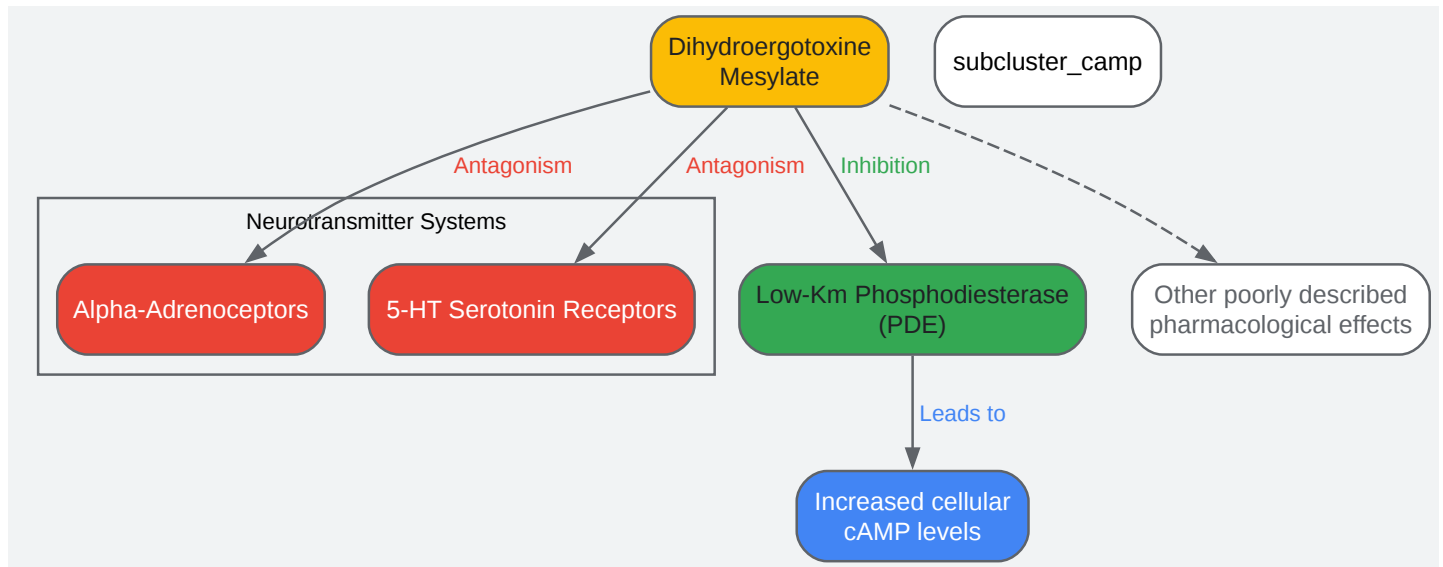 Dihydroergotoxine
Mesylate
subcluster_camp
Antagonism
Antagonism
Inhibition
Neurotransmitter Systems
Alpha-Adrenoceptors
5-HT Serotonin Receptors
Low-Km Phosphodiesterase
(PDE)
Other poorly described
pharmacological effects
Leads to
Increased cellular
cAMP levels